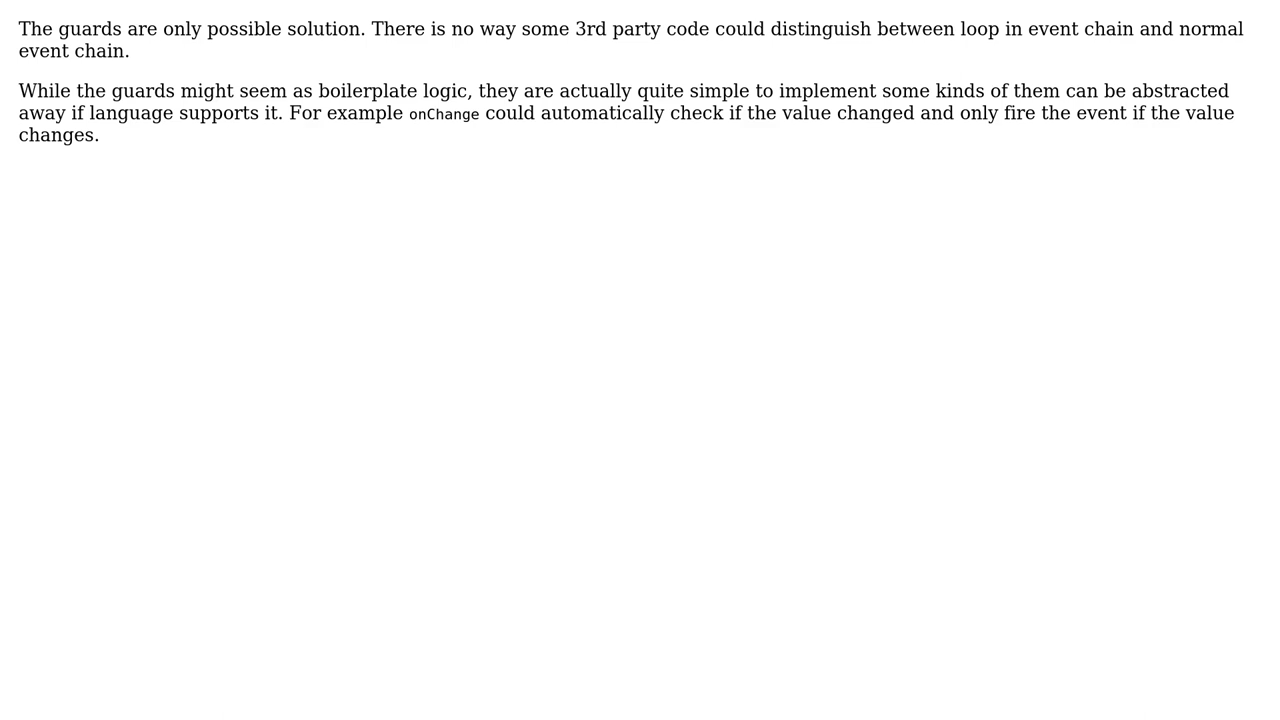 The guards are only possible solution. There is no way some 3rd party code could distinguish between loop in event chain and normal
event chain.
While the guards might seem as boilerplate logic, they are actually quite simple to implement some kinds of them can be abstracted
away if language supports it. For example onChange could automatically check if the value changed and only fire the event if the value
changes.